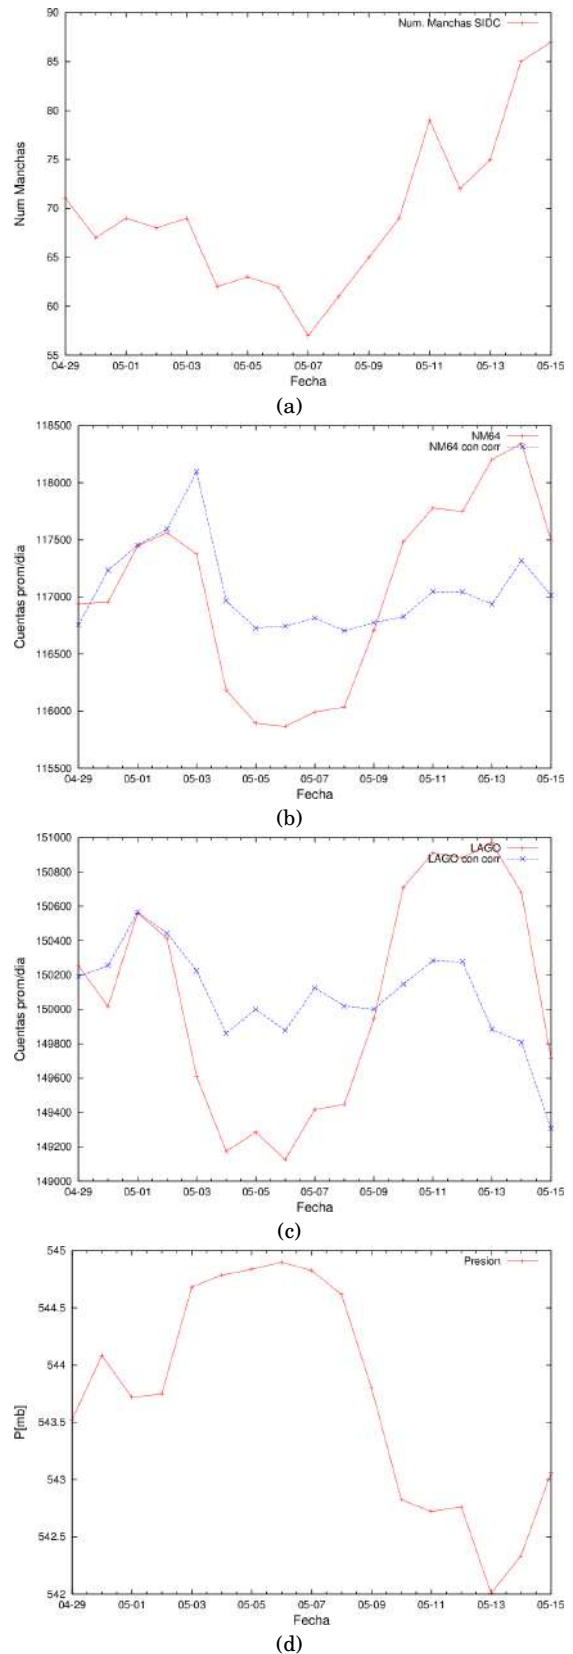 90
85
80
75
70
65
60
55
Num Manchas
Num. Manchas SIDC
04-29 05-01 05-03 05-05 05-07 05-09 05-11 05-13 05-15
Fecha
(a)
118500
118000
117500
117000
116500
116000
115500
Cuentas prom/dia
NM64
NM64 con corr
04-29 05-01 05-03 05-05 05-07 05-09 05-11 05-13 05-15
Fecha
(b)
151000
150800
150600
150400
150200
150000
149800
149600
149400
149200
149000
Cuentas prom/dia
LAGO
LAGO con corr
04-29 05-01 05-03 05-05 05-07 05-09 05-11 05-13 05-15
Fecha
(c)
545
544.5
544
543.5
543
542.5
542
P[mb]
Presion
04-29 05-01 05-03 05-05 05-07 05-09 05-11 05-13 05-15
Fecha
(d)